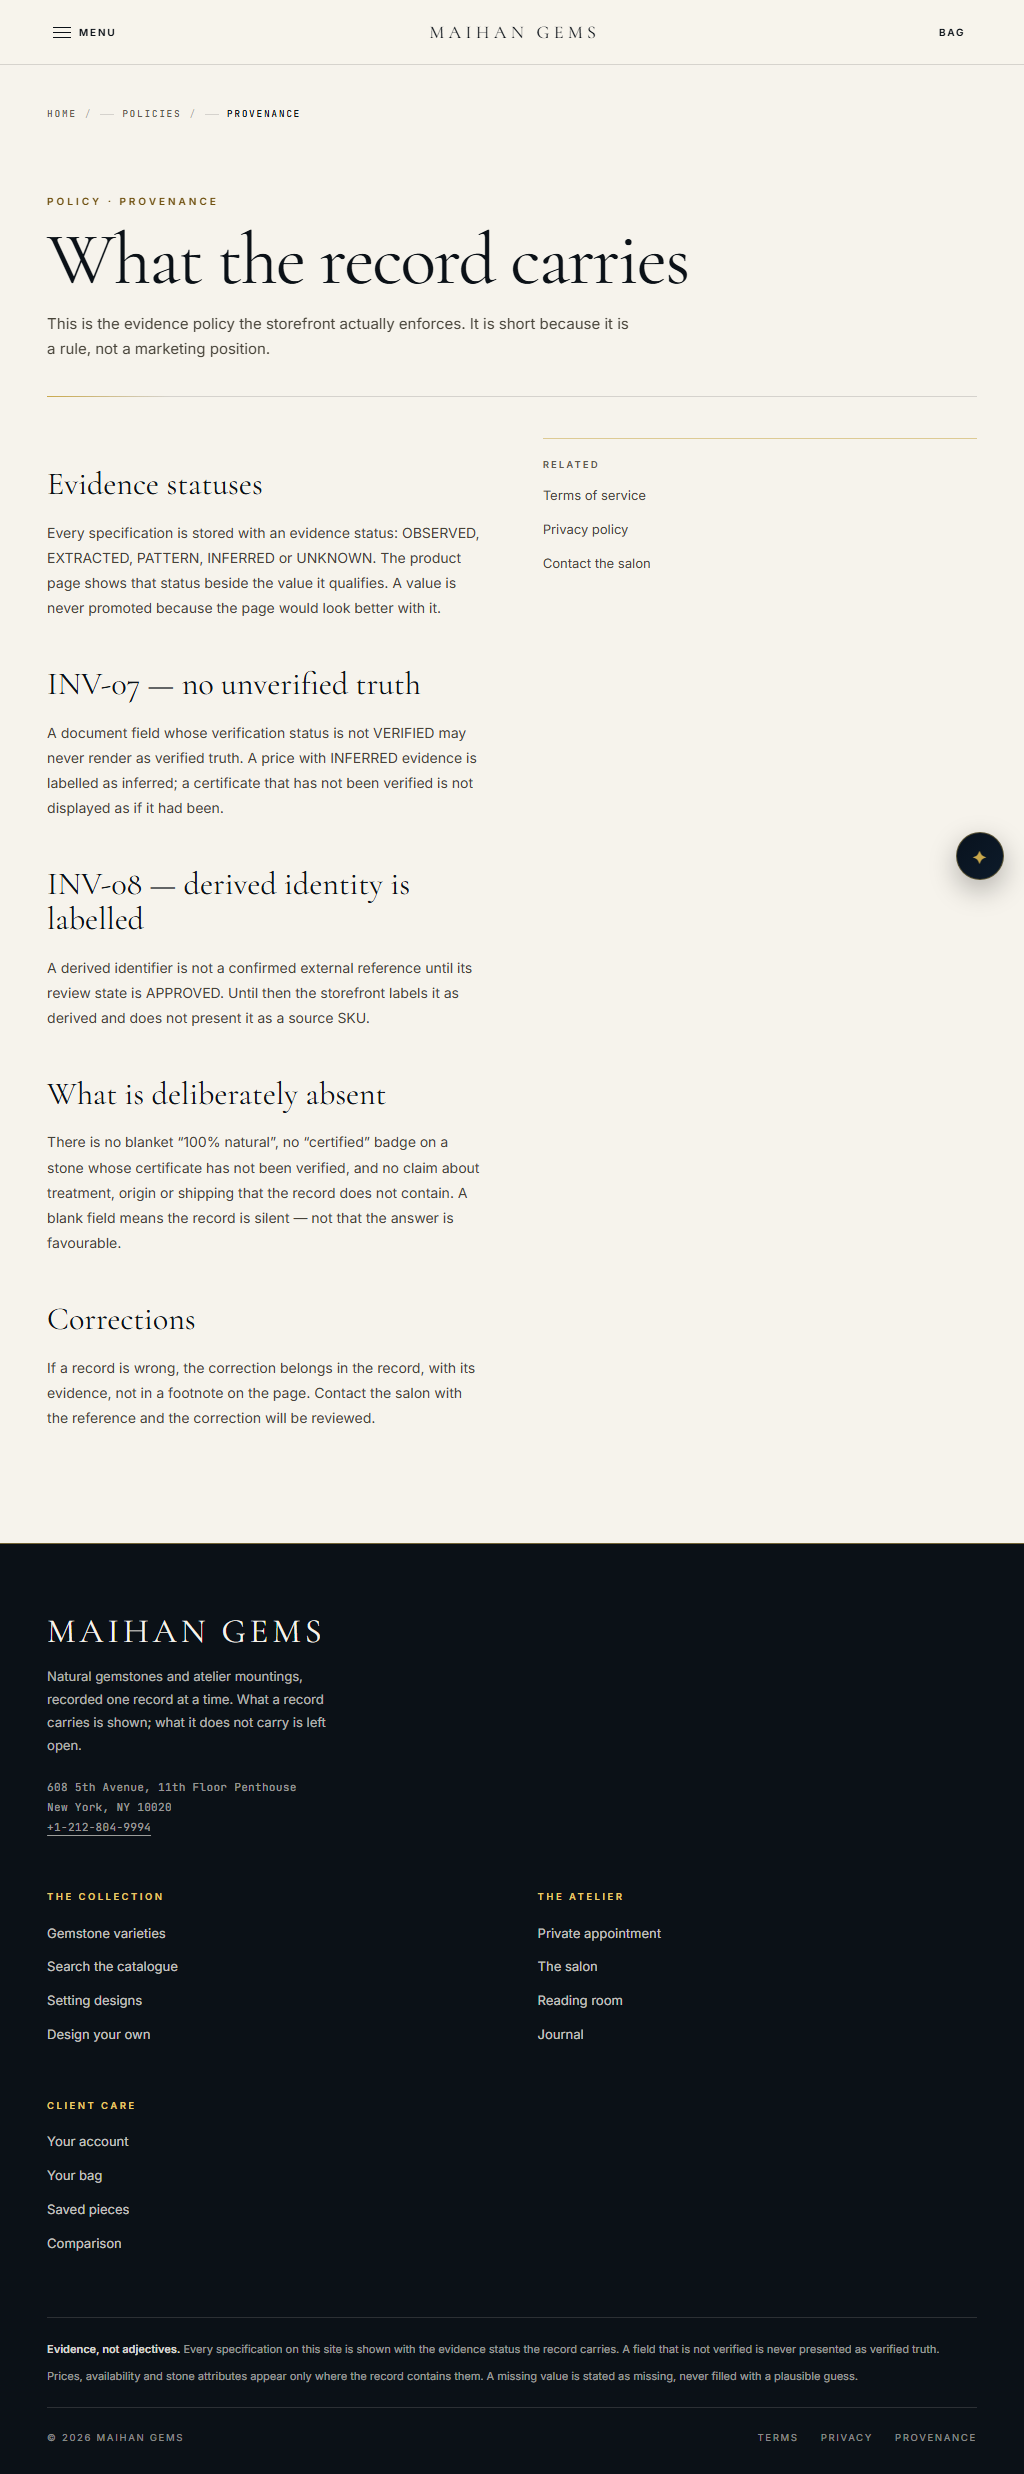 MENU
MAIHAN GEMS
BAG
HOME / — POLICIES / — PROVENANCE
POLICY · PROVENANCE
What the record carries
This is the evidence policy the storefront actually enforces. It is short because it is
a rule, not a marketing position.
Evidence statuses
Every specification is stored with an evidence status: OBSERVED,
EXTRACTED, PATTERN, INFERRED or UNKNOWN. The product
page shows that status beside the value it qualifies. A value is
never promoted because the page would look better with it.
INV-07 — no unverified truth
A document field whose verification status is not VERIFIED may
never render as verified truth. A price with INFERRED evidence is
labelled as inferred; a certificate that has not been verified is not
displayed as if it had been.
INV-08 — derived identity is
labelled
A derived identifier is not a confirmed external reference until its
review state is APPROVED. Until then the storefront labels it as
derived and does not present it as a source SKU.
What is deliberately absent
There is no blanket “100% natural”, no “certified” badge on a
stone whose certificate has not been verified, and no claim about
treatment, origin or shipping that the record does not contain. A
blank field means the record is silent — not that the answer is
favourable.
Corrections
If a record is wrong, the correction belongs in the record, with its
evidence, not in a footnote on the page. Contact the salon with
the reference and the correction will be reviewed.
RELATED
Terms of service
Privacy policy
Contact the salon
MAIHAN GEMS
Natural gemstones and atelier mountings,
recorded one record at a time. What a record
carries is shown; what it does not carry is left
open.
608 5th Avenue, 11th Floor Penthouse
New York, NY 10020
+1-212-804-9994
THE COLLECTION
Gemstone varieties
Search the catalogue
Setting designs
Design your own
THE ATELIER
Private appointment
The salon
Reading room
Journal
CLIENT CARE
Your account
Your bag
Saved pieces
Comparison
Evidence, not adjectives. Every specification on this site is shown with the evidence status the record carries. A field that is not verified is never presented as verified truth.
Prices, availability and stone attributes appear only where the record contains them. A missing value is stated as missing, never filled with a plausible guess.
© 2026 MAIHAN GEMS
TERMS PRIVACY PROVENANCE